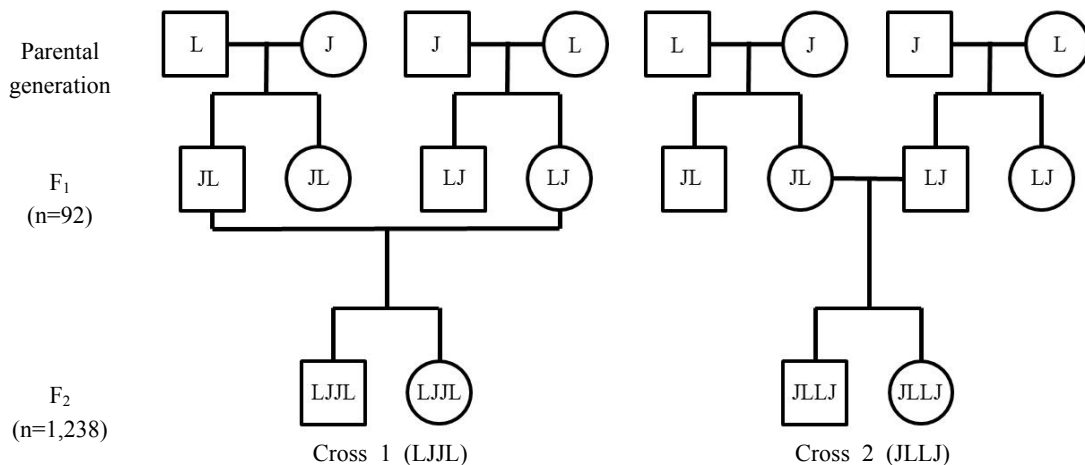 Parental
generation
L J J L L J J L
F₁
(n=92)
JL JL LJ LJ JL JL LJ LJ
F₂
(n=1,238)
LJJL LJJL JLLJ JLLJ
Cross 1 (LJJL) Cross 2 (JLLJ)